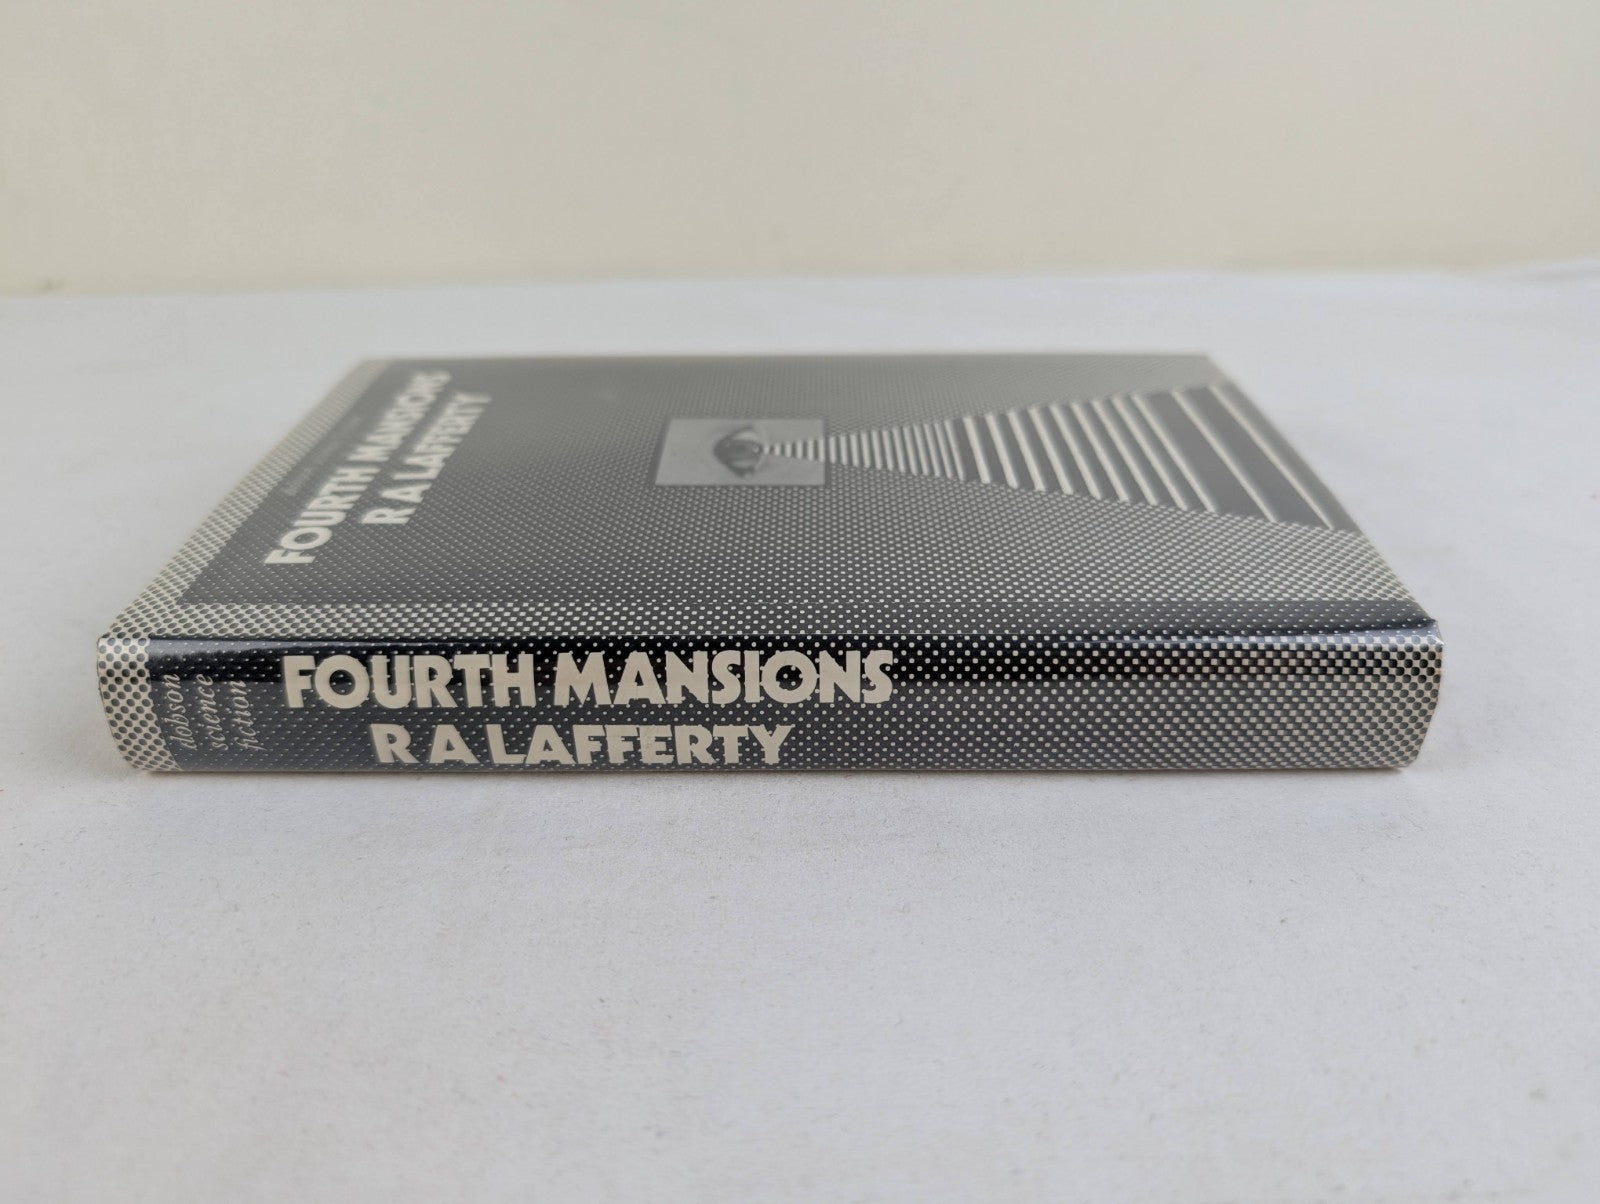 FOURTH MANSIONS
R A LAFFERTY
dobson
science
fiction
FOURTH MANSIONS
R A LAFFERTY